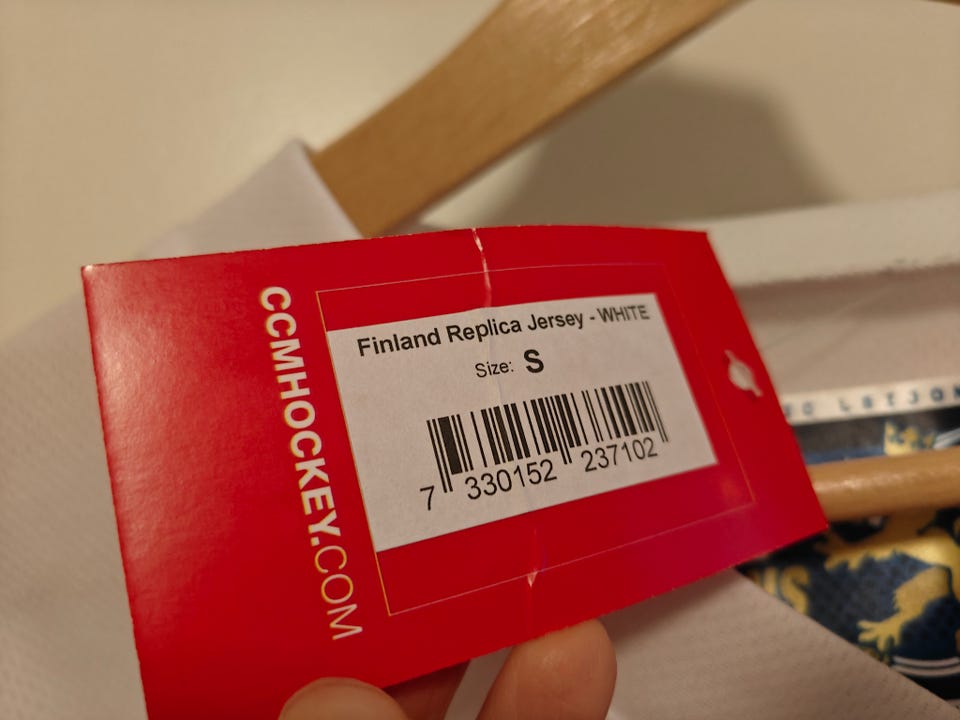 CCMHOCKEY.COM
Finland Replica Jersey - WHITE
Size: S
7 330152 237102